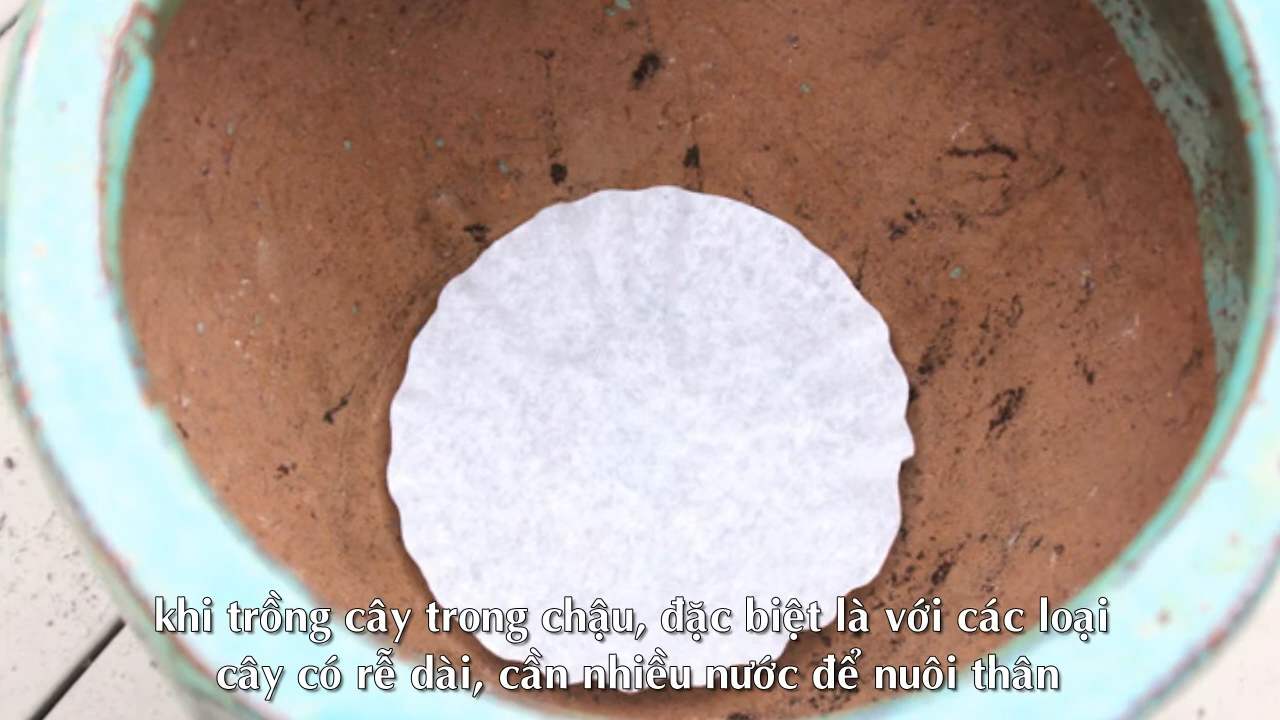 khi trồng cây trong chậu, đặc biệt là với các loại
cây có rễ dài, cần nhiều nước để nuôi thân